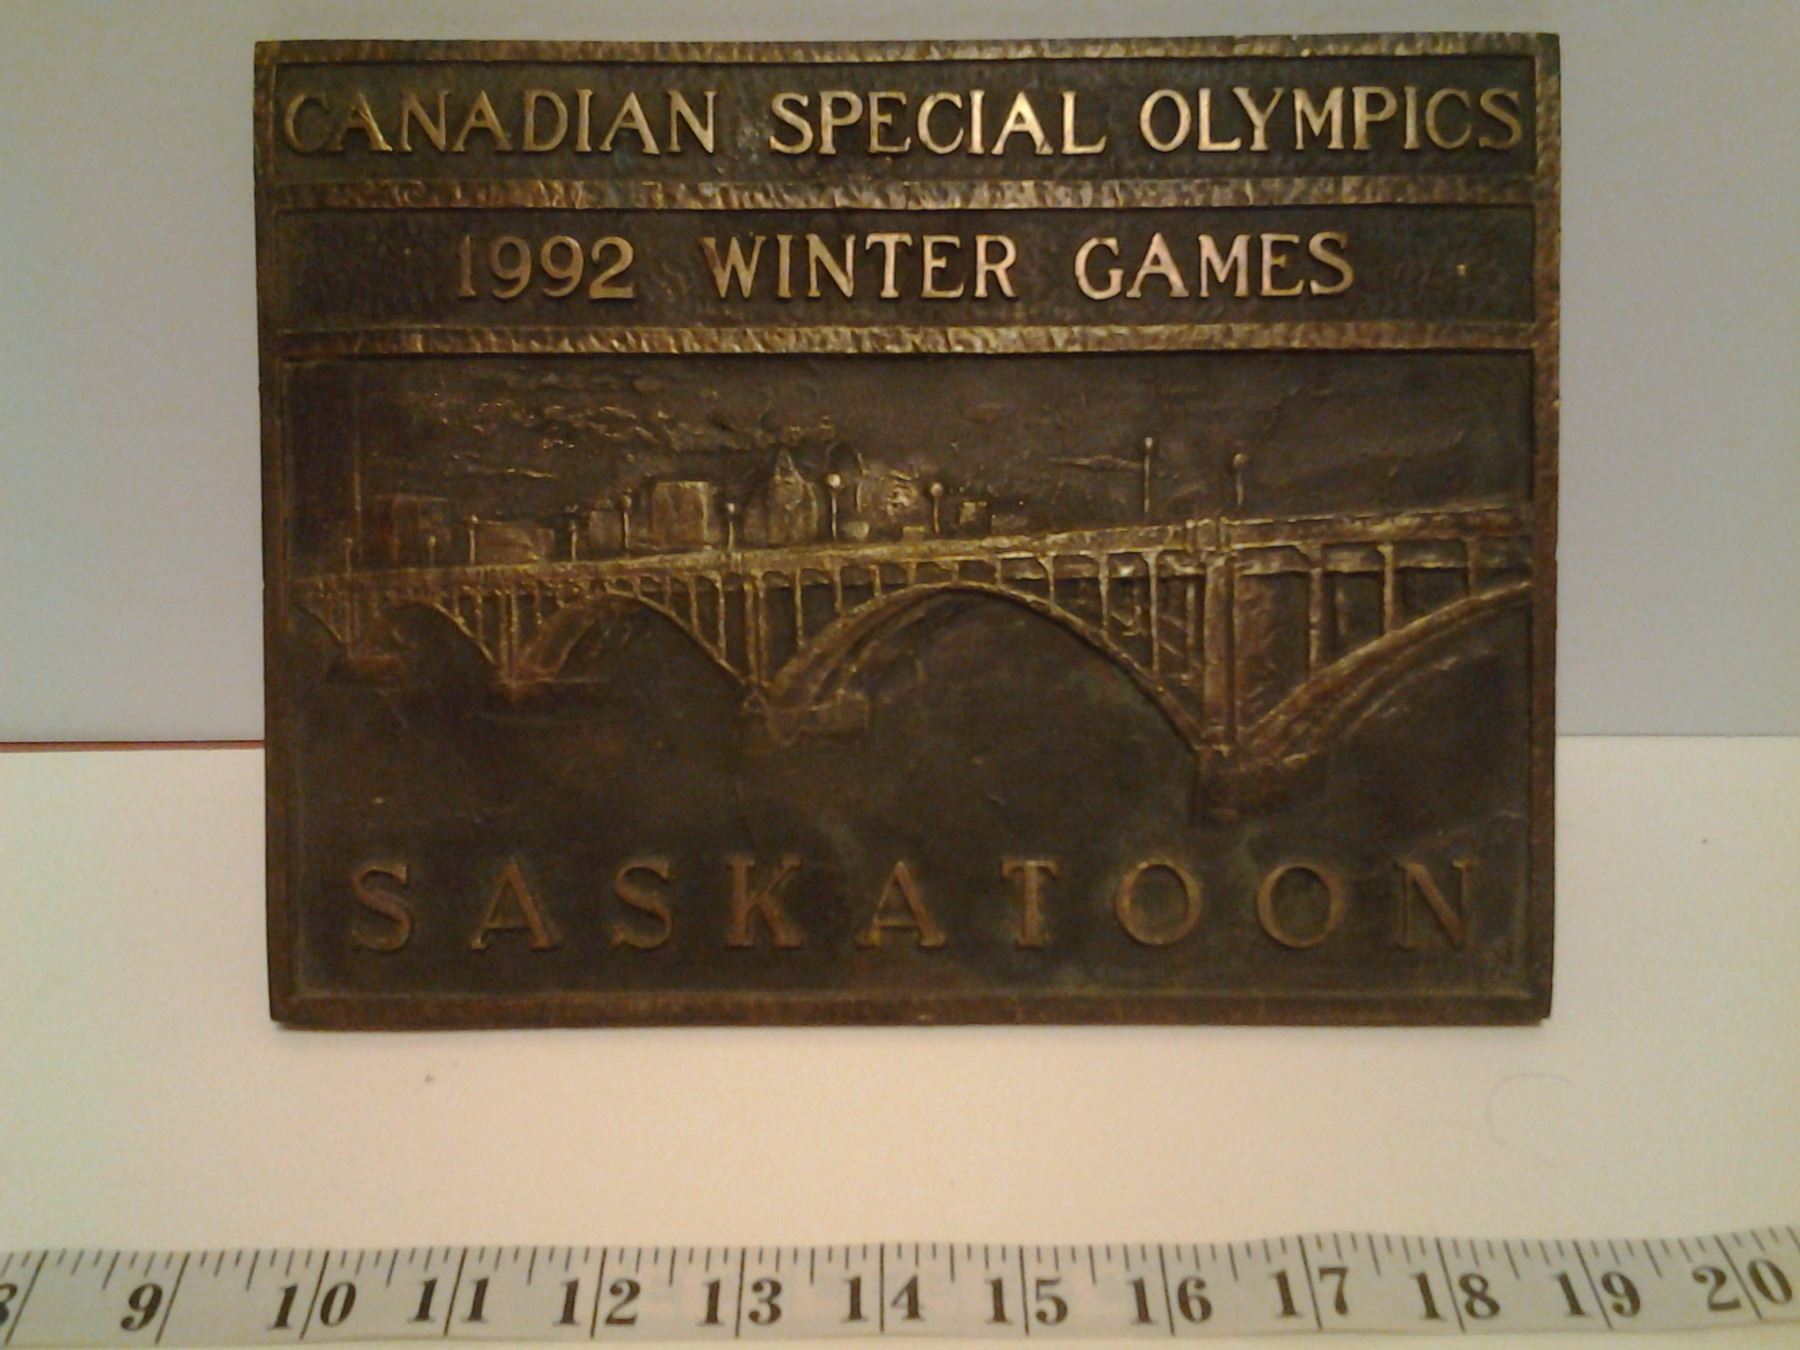 CANADIAN SPECIAL OLYMPICS
1992 WINTER GAMES
SASKATOON
8 9 10 11 12 13 14 15 16 17 18 19 20